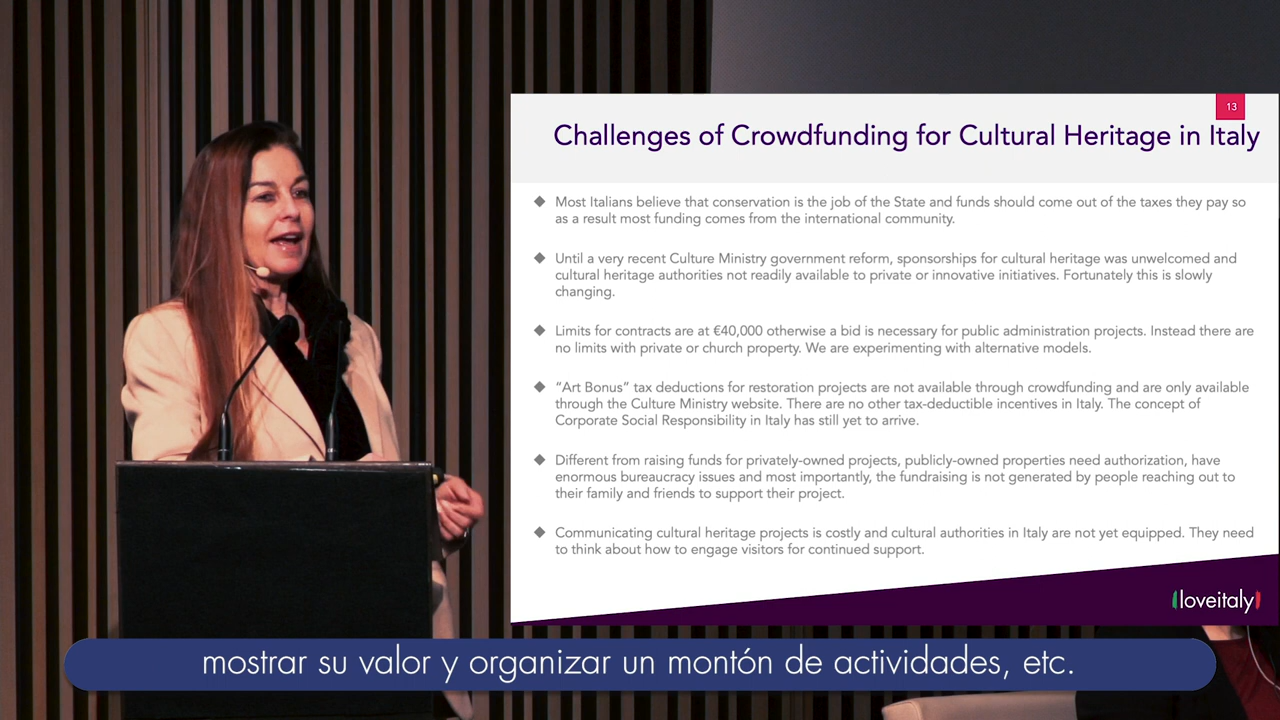 13
Challenges of Crowdfunding for Cultural Heritage in Italy
◆ Most Italians believe that conservation is the job of the State and funds should come out of the taxes they pay so
as a result most funding comes from the international community.
◆ Until a very recent Culture Ministry government reform, sponsorships for cultural heritage was unwelcomed and
cultural heritage authorities not readily available to private or innovative initiatives. Fortunately this is slowly
changing.
◆ Limits for contracts are at €40,000 otherwise a bid is necessary for public administration projects. Instead there are
no limits with private or church property. We are experimenting with alternative models.
◆ “Art Bonus” tax deductions for restoration projects are not available through crowdfunding and are only available
through the Culture Ministry website. There are no other tax-deductible incentives in Italy. The concept of
Corporate Social Responsibility in Italy has still yet to arrive.
◆ Different from raising funds for privately-owned projects, publicly-owned properties need authorization, have
enormous bureaucracy issues and most importantly, the fundraising is not generated by people reaching out to
their family and friends to support their project.
◆ Communicating cultural heritage projects is costly and cultural authorities in Italy are not yet equipped. They need
to think about how to engage visitors for continued support.
loveitaly
mostrar su valor y organizar un montón de actividades, etc.